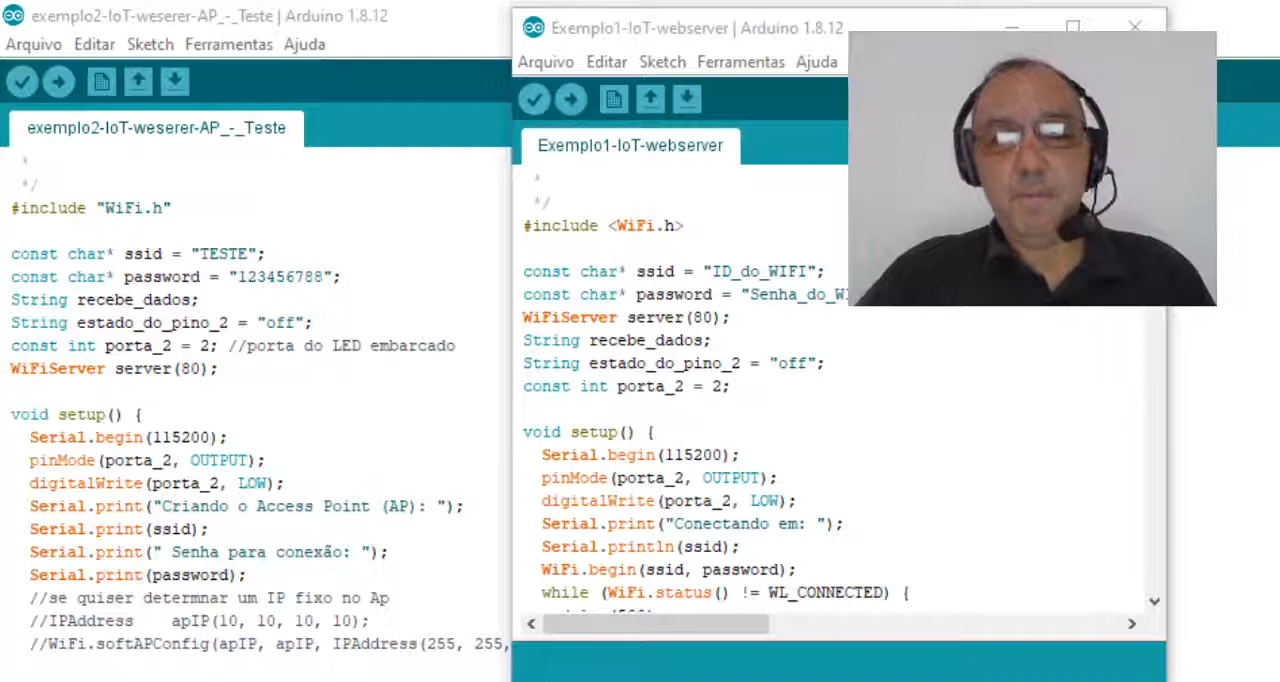 exemplo2-IoT-weserer-AP_-_Teste | Arduino 1.8.12
Arquivo Editar Sketch Ferramentas Ajuda
exemplo2-IoT-weserer-AP_-_Teste
*
*/
#include "WiFi.h"
const char* ssid = "TESTE";
const char* password = "123456788";
String recebe_dados;
String estado_do_pino_2 = "off";
const int porta_2 = 2; //porta do LED embarcado
WiFiServer server(80);
void setup() {
Serial.begin(115200);
pinMode(porta_2, OUTPUT);
digitalWrite(porta_2, LOW);
Serial.print("Criando o Access Point (AP): ");
Serial.print(ssid);
Serial.print(" Senha para conexão: ");
Serial.print(password);
//se quiser determnar um IP fixo no Ap
//IPAddress apIP(10, 10, 10, 10);
//WiFi.softAPConfig(apIP, apIP, IPAddress(255, 255,
Exemplo1-IoT-webserver | Arduino 1.8.12
Arquivo Editar Sketch Ferramentas Ajuda
Exemplo1-IoT-webserver
*
*/
#include <WiFi.h>
const char* ssid = "ID_do_WIFI";
const char* password = "Senha_do_WI
WiFiServer server(80);
String recebe_dados;
String estado_do_pino_2 = "off";
const int porta_2 = 2;
void setup() {
Serial.begin(115200);
pinMode(porta_2, OUTPUT);
digitalWrite(porta_2, LOW);
Serial.print("Conectando em: ");
Serial.println(ssid);
WiFi.begin(ssid, password);
while (WiFi.status() != WL_CONNECTED) {